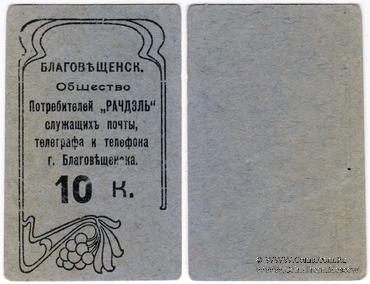 БЛАГОВѢЩЕНСК.
Общество
Потребителей „РАЧДЭЛЬ"
служащихъ почты,
телеграфа и телефона
г. Благовѣщенска.
10 К.